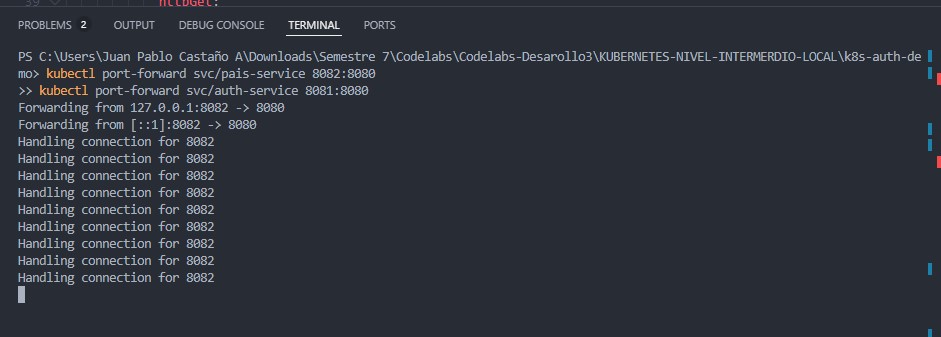 39
httpGet:
PROBLEMS 2 OUTPUT DEBUG CONSOLE TERMINAL PORTS
PS C:\Users\Juan Pablo Castaño A\Downloads\Semestre 7\Codelabs\Codelabs-Desarollo3\KUBERNETES-NIVEL-INTERMERDIO-LOCAL\k8s-auth-de
mo> kubectl port-forward svc/pais-service 8082:8080
>> kubectl port-forward svc/auth-service 8081:8080
Forwarding from 127.0.0.1:8082 -> 8080
Forwarding from [::1]:8082 -> 8080
Handling connection for 8082
Handling connection for 8082
Handling connection for 8082
Handling connection for 8082
Handling connection for 8082
Handling connection for 8082
Handling connection for 8082
Handling connection for 8082
Handling connection for 8082